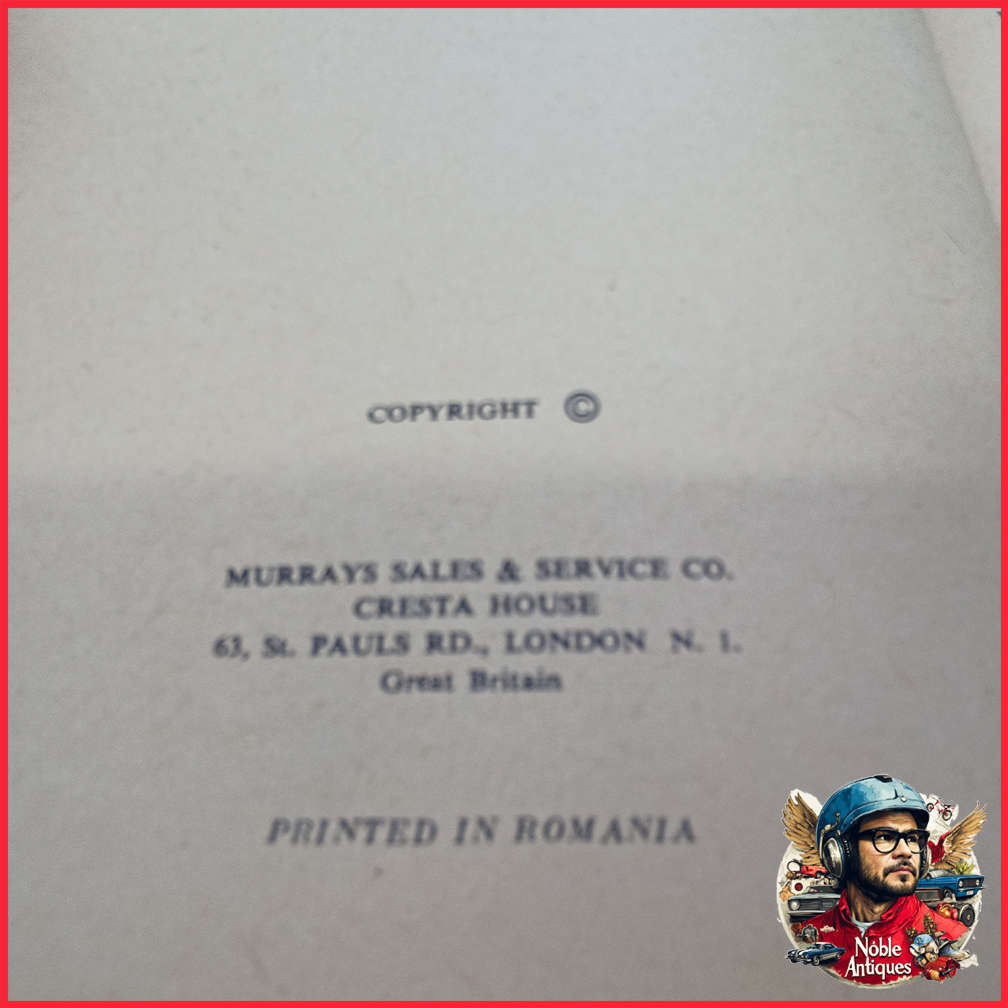 COPYRIGHT ©
MURRAYS SALES & SERVICE CO.
CRESTA HOUSE
63, St. PAULS RD., LONDON N. 1.
Great Britain
PRINTED IN ROMANIA
Noble
Antiques